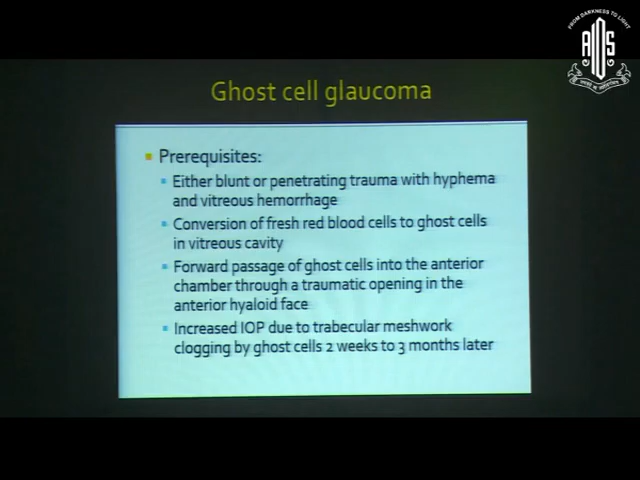 FROM DARKNESS TO LIGHT
AIOS
Ghost cell glaucoma
Prerequisites:
Either blunt or penetrating trauma with hyphema
and vitreous hemorrhage
Conversion of fresh red blood cells to ghost cells
in vitreous cavity
Forward passage of ghost cells into the anterior
chamber through a traumatic opening in the
anterior hyaloid face
Increased IOP due to trabecular meshwork
clogging by ghost cells 2 weeks to 3 months later